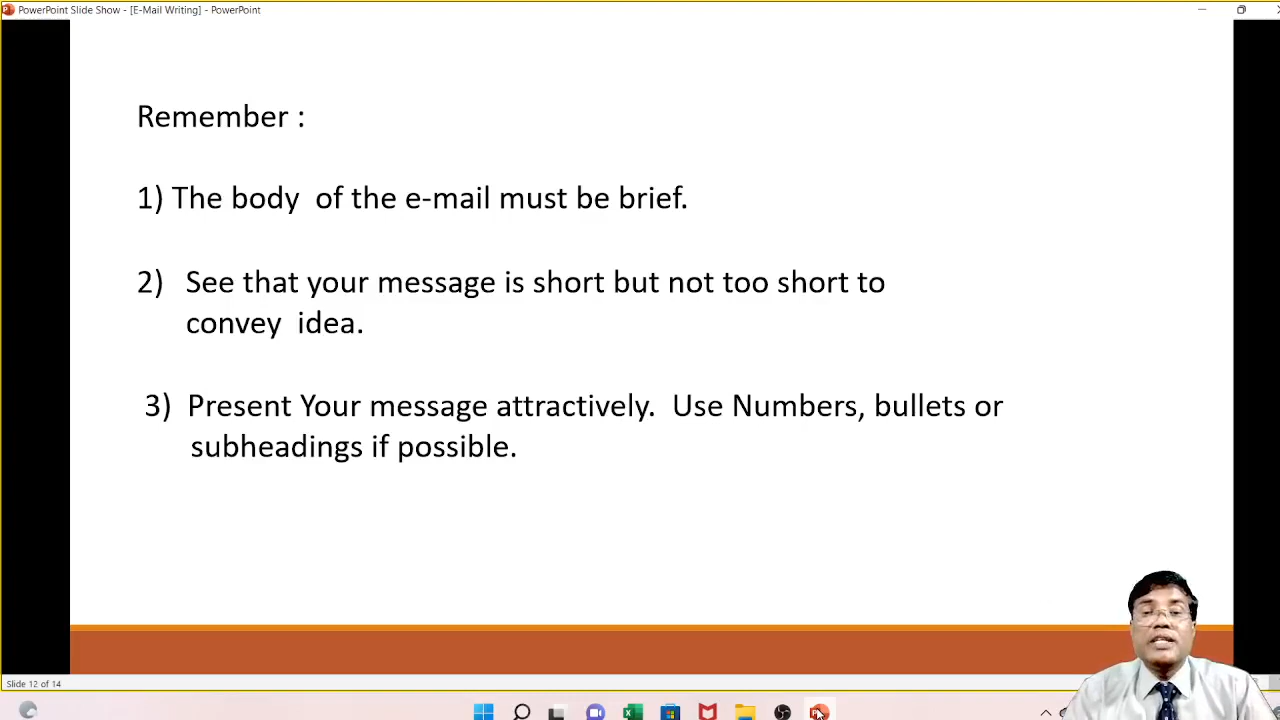 PowerPoint Slide Show - [E-Mail Writing] - PowerPoint
Remember :
1) The body of the e-mail must be brief.
2) See that your message is short but not too short to
convey idea.
3) Present Your message attractively. Use Numbers, bullets or
subheadings if possible.
Slide 12 of 14